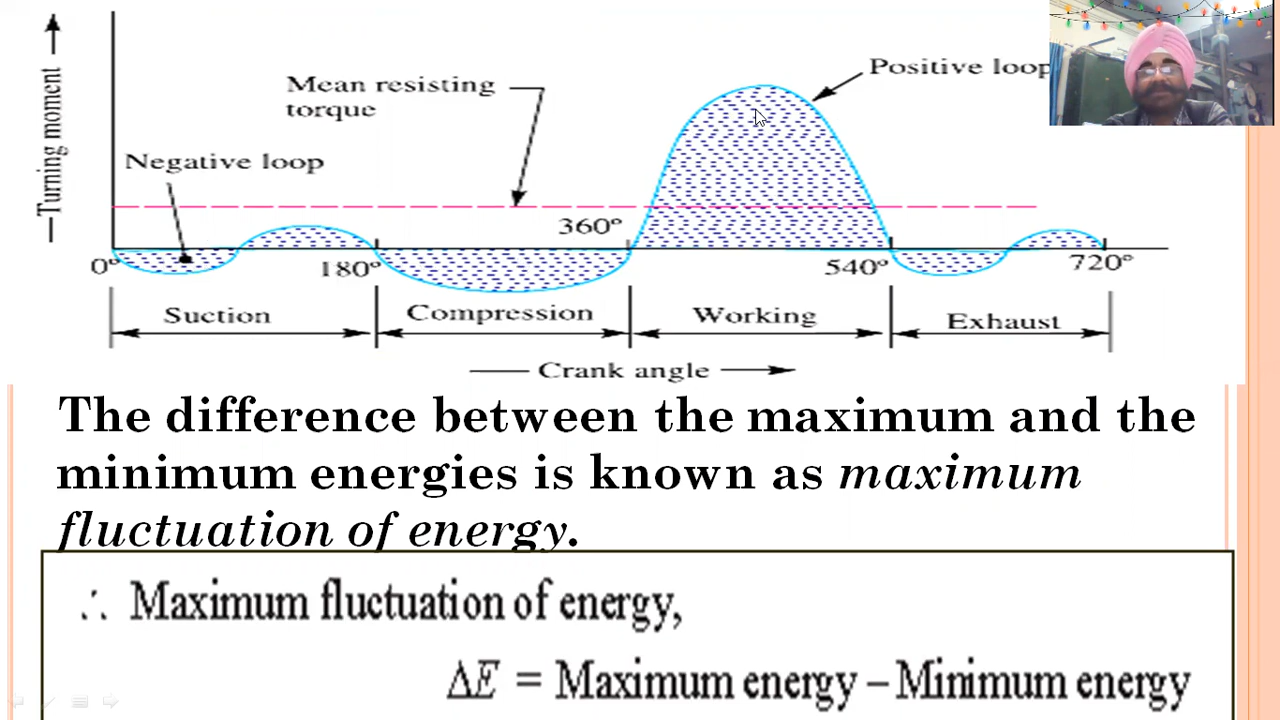 Turning moment
Mean resisting
torque
Positive loop
Negative loop
360°
0°
180°
540°
720°
Suction
Compression
Working
Exhaust
Crank angle
The difference between the maximum and the
minimum energies is known as maximum
fluctuation of energy.
∴ Maximum fluctuation of energy,
ΔE = Maximum energy – Minimum energy